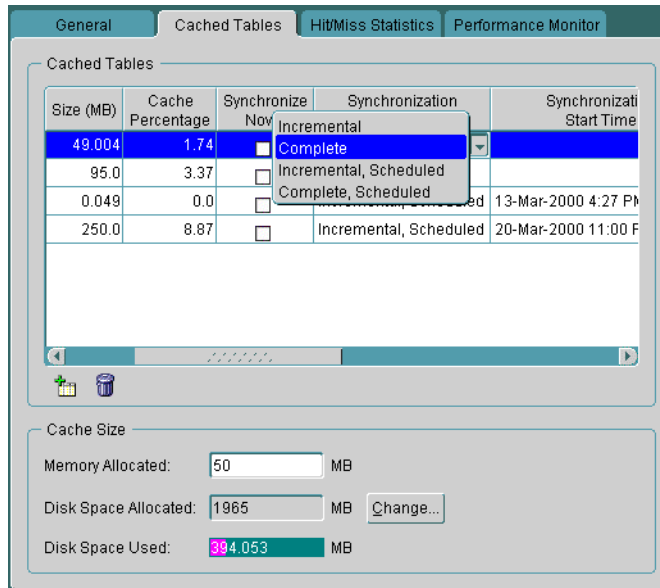 General Cached Tables Hit/Miss Statistics Performance Monitor
Cached Tables
Size (MB) Cache Percentage Synchronize Nov Synchronization Synchronizati Start Time
49.004 1.74
Incremental
Complete
Incremental, Scheduled
Complete, Scheduled
95.0 3.37
0.049 0.0 Incremental, Scheduled 13-Mar-2000 4:27 PM
250.0 8.87 Incremental, Scheduled 20-Mar-2000 11:00 P
Cache Size
Memory Allocated: 50 MB
Disk Space Allocated: 1965 MB Change...
Disk Space Used: 394.053 MB